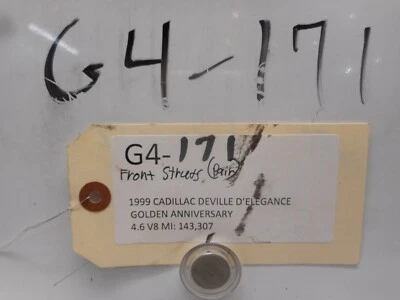 G4-171
G4-171
Front Struts (Pair)
1999 CADILLAC DEVILLE D'ELEGANCE
GOLDEN ANNIVERSARY
4.6 V8 MI: 143,307